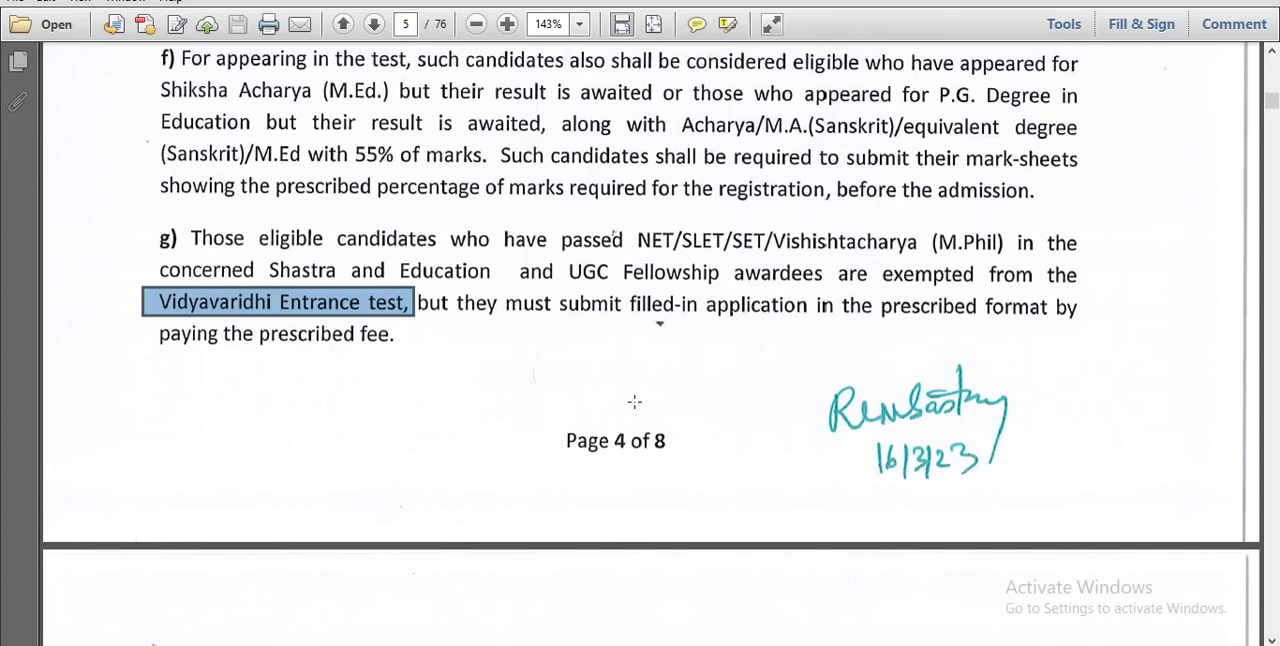 Open
5
/ 76
143%
Tools
Fill & Sign
Comment
f) For appearing in the test, such candidates also shall be considered eligible who have appeared for
Shiksha Acharya (M.Ed.) but their result is awaited or those who appeared for P.G. Degree in
Education but their result is awaited, along with Acharya/M.A.(Sanskrit)/equivalent degree
(Sanskrit)/M.Ed with 55% of marks. Such candidates shall be required to submit their mark-sheets
showing the prescribed percentage of marks required for the registration, before the admission.
g) Those eligible candidates who have passed NET/SLET/SET/Vishishtacharya (M.Phil) in the
concerned Shastra and Education and UGC Fellowship awardees are exempted from the
Vidyavaridhi Entrance test, but they must submit filled-in application in the prescribed format by
paying the prescribed fee.
Page 4 of 8
16/3/23
Activate Windows
Go to Settings to activate Windows.